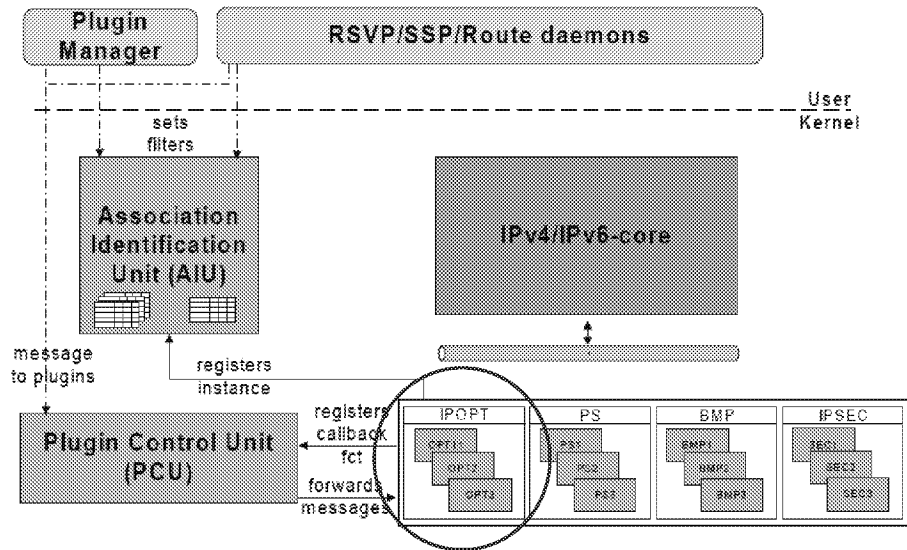 Plugin
Manager
RSVP/SSP/Route daemons
User
Kernel
sets
filters
Association
Identification
Unit (AIU)
IPv4/IPv6-core
message
to plugins
registers
instance
Plugin Control Unit
(PCU)
registers
callback
fct
forwards
messages
IPOPT
OPT1
OPT2
OPT3
PS
PS1
PS2
PS3
BMP
BMP1
BMP2
BMP3
IPSEC
SEC1
SEC2
SEC3